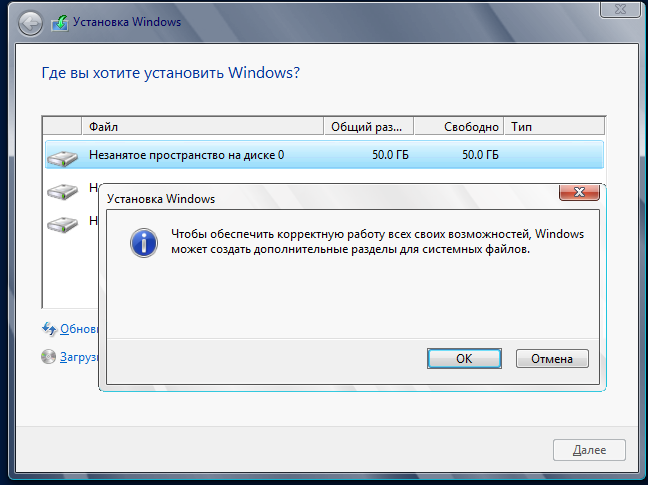 Установка Windows
Где вы хотите установить Windows?
Файл Общий раз... Свободно Тип
Незанятое пространство на диске 0 50.0 ГБ 50.0 ГБ
Установка Windows
Чтобы обеспечить корректную работу всех своих возможностей, Windows
может создать дополнительные разделы для системных файлов.
OK Отмена
Далее